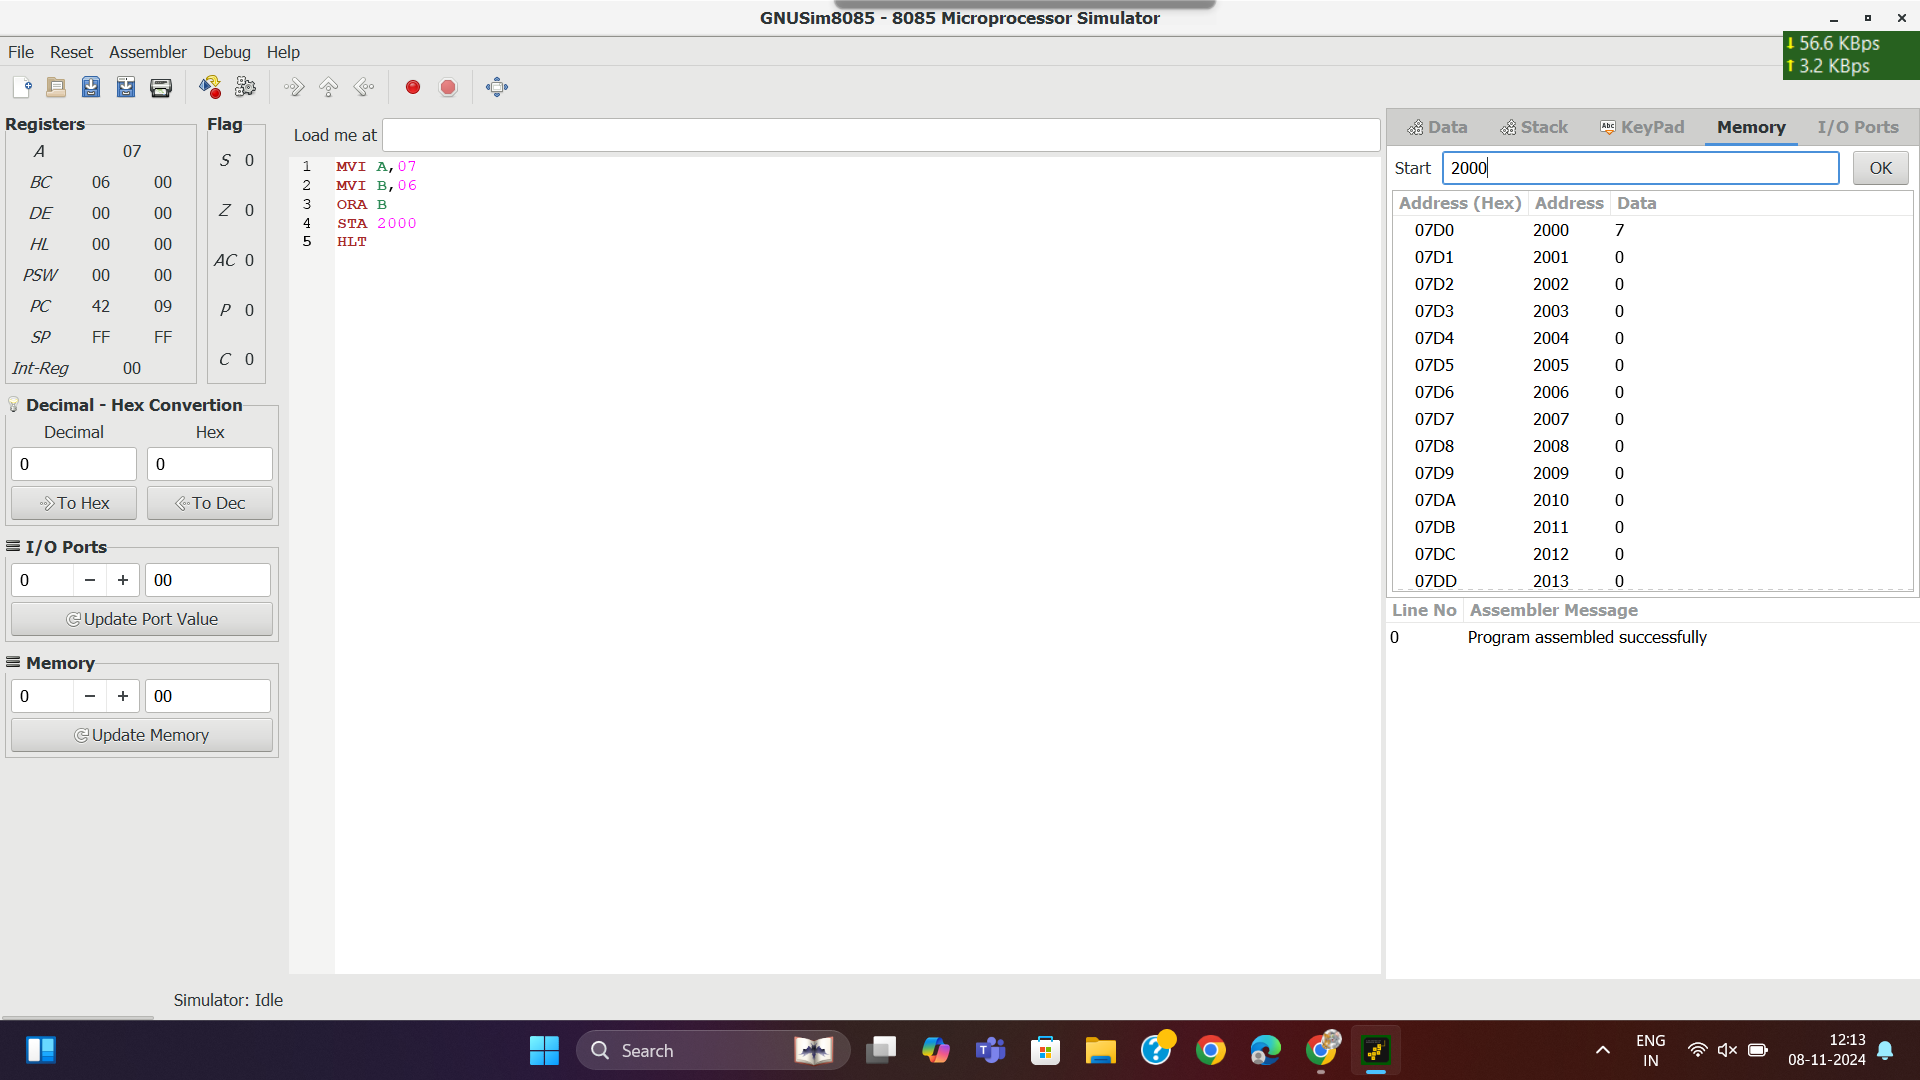 GNUSim8085 - 8085 Microprocessor Simulator
File Reset Assembler Debug Help
56.6 KBps
3.2 KBps
Registers
A 07
BC 06 00
DE 00 00
HL 00 00
PSW 00 00
PC 42 09
SP FF FF
Int-Reg 00
Flag
S 0
Z 0
AC 0
P 0
C 0
Decimal - Hex Convertion
Decimal Hex
0 0
To Hex To Dec
I/O Ports
0 − + 00
Update Port Value
Memory
0 − + 00
Update Memory
Load me at
1 MVI A,07
2 MVI B,06
3 ORA B
4 STA 2000
5 HLT
Data Stack Abc KeyPad Memory I/O Ports
Start 2000 OK
Address (Hex) Address Data
07D0 2000 7
07D1 2001 0
07D2 2002 0
07D3 2003 0
07D4 2004 0
07D5 2005 0
07D6 2006 0
07D7 2007 0
07D8 2008 0
07D9 2009 0
07DA 2010 0
07DB 2011 0
07DC 2012 0
07DD 2013 0
Line No Assembler Message
0 Program assembled successfully
Simulator: Idle
Search
ENG
IN
12:13
08-11-2024